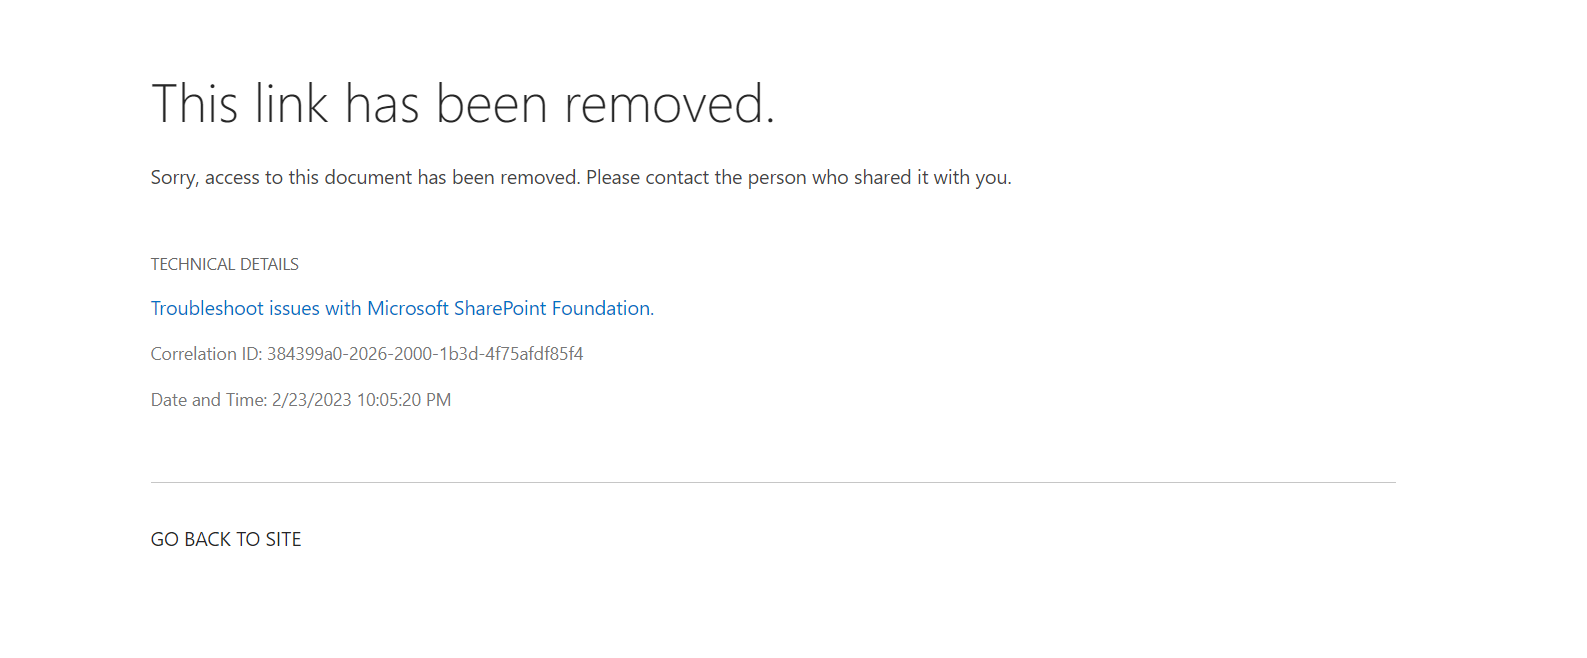 This link has been removed.
Sorry, access to this document has been removed. Please contact the person who shared it with you.
TECHNICAL DETAILS
Troubleshoot issues with Microsoft SharePoint Foundation.
Correlation ID: 384399a0-2026-2000-1b3d-4f75afdf85f4
Date and Time: 2/23/2023 10:05:20 PM
GO BACK TO SITE